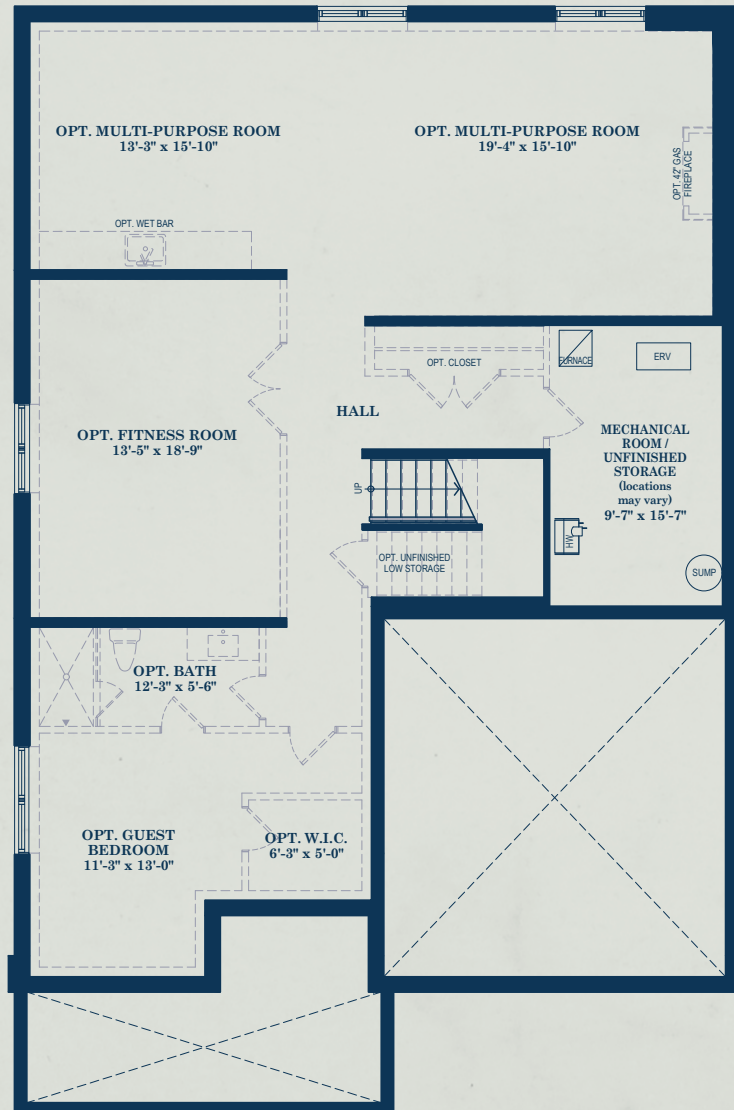 OPT. MULTI-PURPOSE ROOM
13'-3" x 15'-10"
OPT. MULTI-PURPOSE ROOM
19'-4" x 15'-10"
OPT. 42" GAS
FIREPLACE
OPT. WET BAR
OPT. CLOSET
FURNACE
ERV
HALL
OPT. FITNESS ROOM
13'-5" x 18'-9"
MECHANICAL
ROOM /
UNFINISHED
STORAGE
(locations
may vary)
9'-7" x 15'-7"
UP
HW
OPT. UNFINISHED
LOW STORAGE
SUMP
OPT. BATH
12'-3" x 5'-6"
OPT. GUEST
BEDROOM
11'-3" x 13'-0"
OPT. W.I.C.
6'-3" x 5'-0"